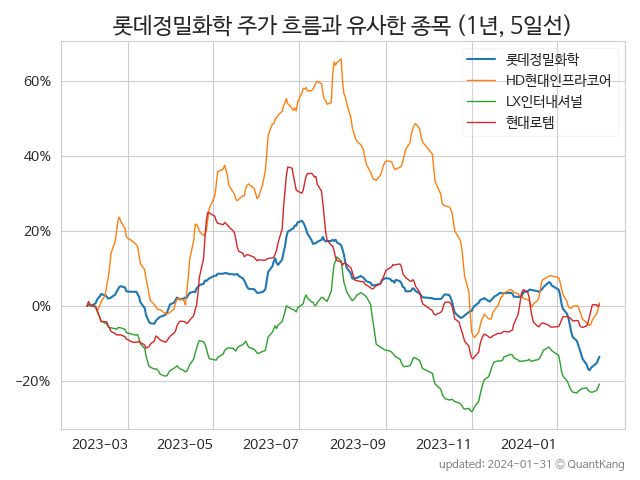 롯데정밀화학 주가 흐름과 유사한 종목 (1년, 5일선)
롯데정밀화학
HD현대인프라코어
LX인터내셔널
현대로템
60%
40%
20%
0%
−20%
2023-03 2023-05 2023-07 2023-09 2023-11 2024-01
updated: 2024-01-31 © QuantKang